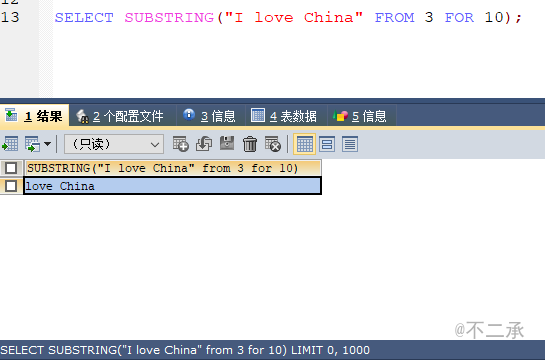 12
13 SELECT SUBSTRING("I love China" FROM 3 FOR 10);
1 结果 2 个配置文件 3 信息 4 表数据 5 信息
（只读）
SUBSTRING("I love China" from 3 for 10)
love China
@不二承
SELECT SUBSTRING("I love China" from 3 for 10) LIMIT 0, 1000